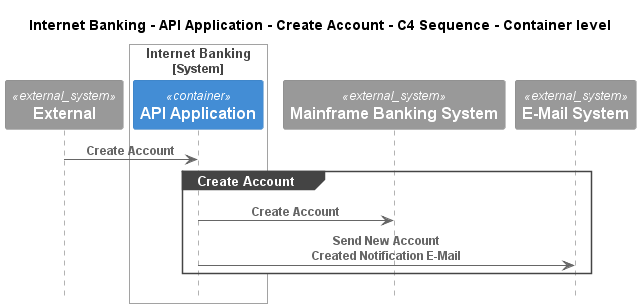 Internet Banking - API Application - Create Account - C4 Sequence - Container level
Internet Banking
[System]
«external_system»
External
«container»
API Application
«external_system»
Mainframe Banking System
«external_system»
E-Mail System
Create Account
Create Account
Create Account
Send New Account
Created Notification E-Mail